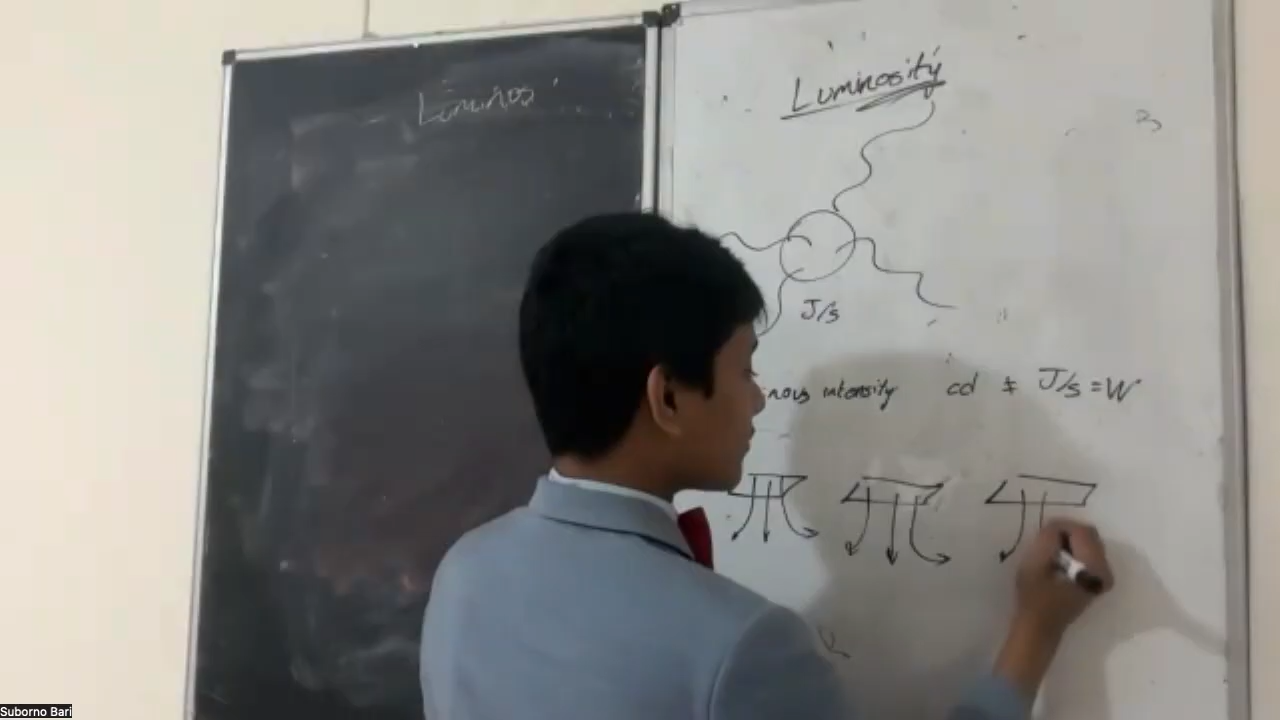 Luminos
Luminosity
J/s
nous intensity cd ≠ J/s = W
Suborno Bari